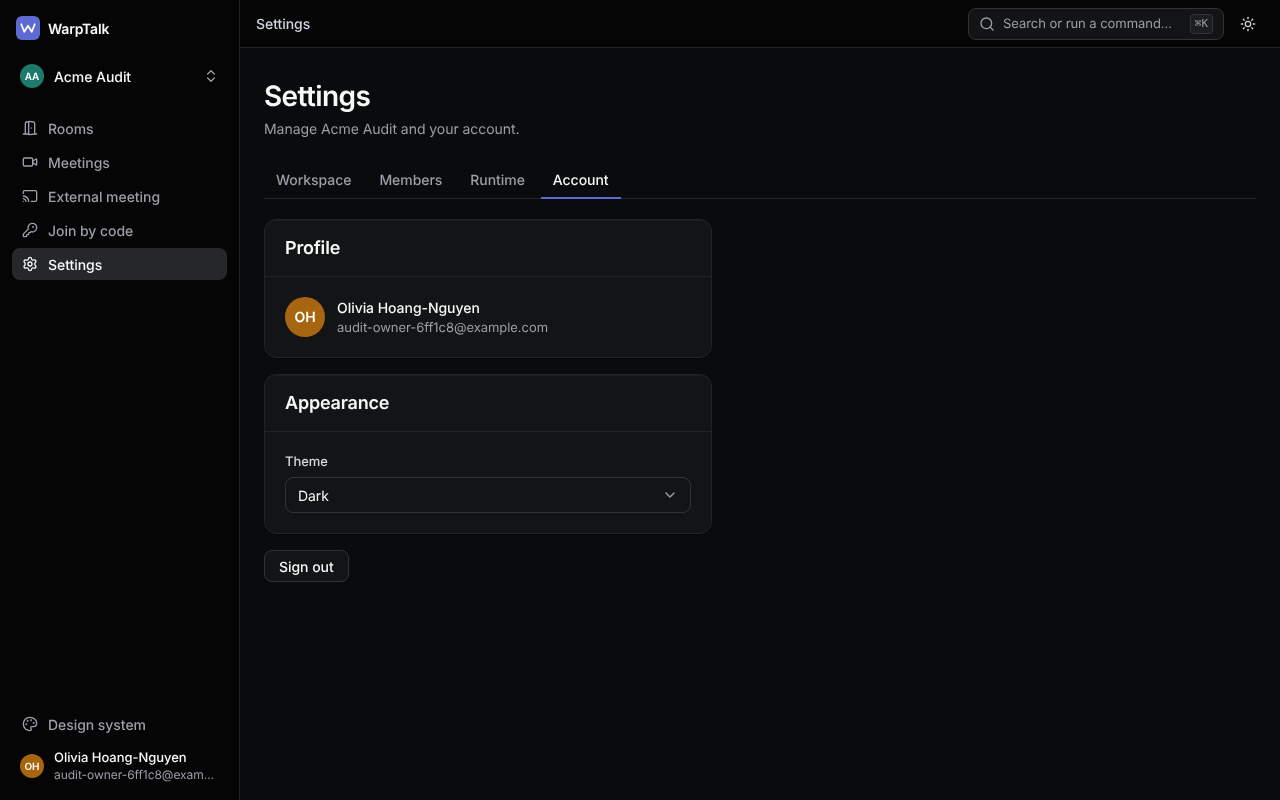 WarpTalk
AA
Acme Audit
Rooms
Meetings
External meeting
Join by code
Settings
Design system
OH
Olivia Hoang-Nguyen
audit-owner-6ff1c8@exam...
Settings
Search or run a command...
⌘K
Settings
Manage Acme Audit and your account.
Workspace
Members
Runtime
Account
Profile
OH
Olivia Hoang-Nguyen
audit-owner-6ff1c8@example.com
Appearance
Theme
Dark
Sign out